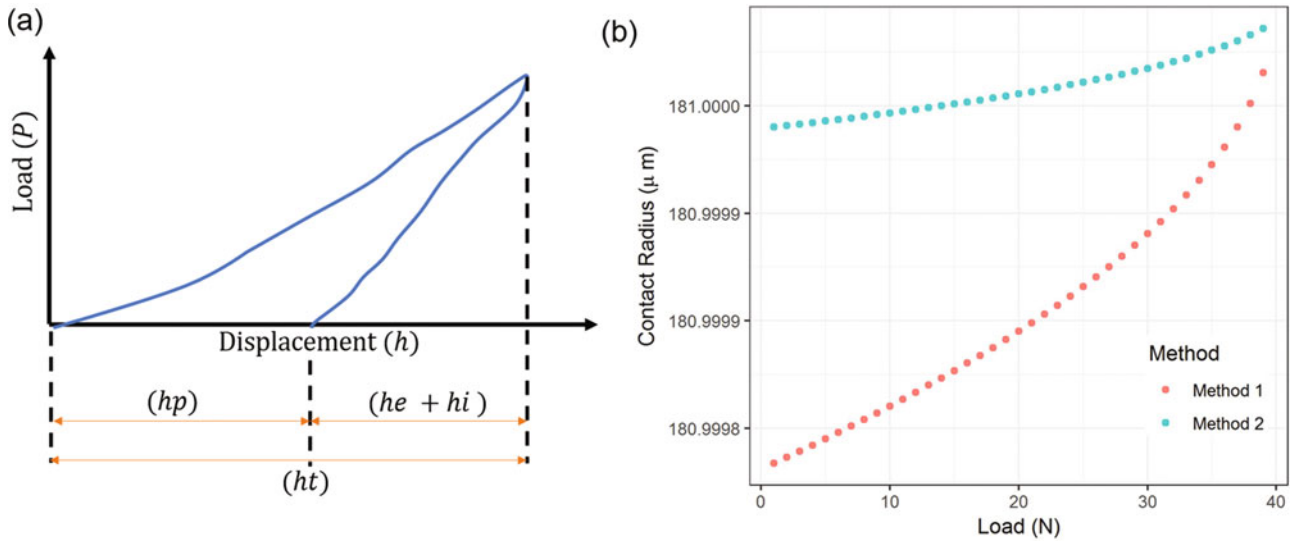 (a)
Load (P)
Displacement (h)
(hp)
(he + hi )
(ht)
(b)
Contact Radius (μ m)
181.0000
180.9999
180.9999
180.9998
0
10
20
30
40
Load (N)
Method
Method 1
Method 2